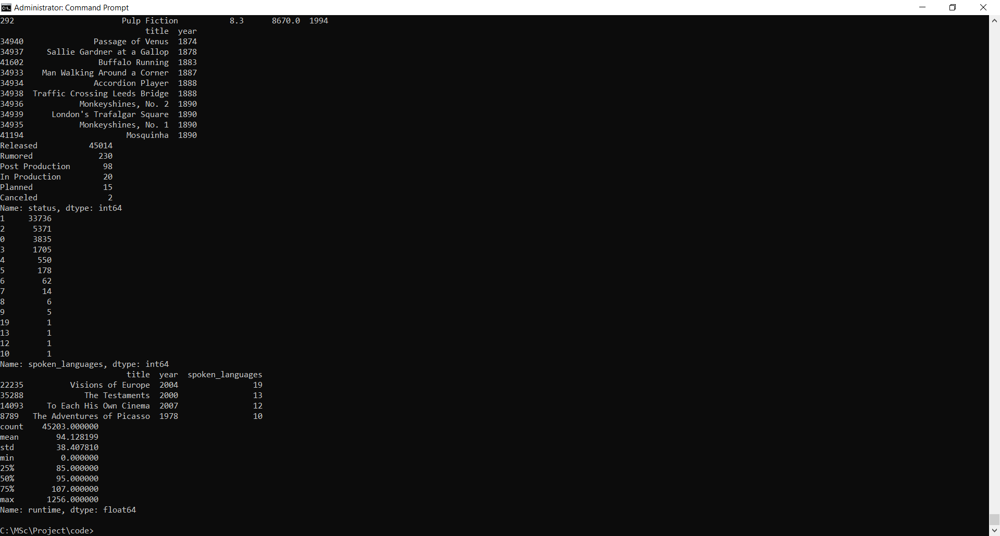 Administrator: Command Prompt
292                       Pulp Fiction           8.3      8670.0  1994
                               title  year
34940               Passage of Venus  1874
34937     Sallie Gardner at a Gallop  1878
41602                Buffalo Running  1883
34933    Man Walking Around a Corner  1887
34934               Accordion Player  1888
34938  Traffic Crossing Leeds Bridge  1888
34936            Monkeyshines, No. 2  1890
34939      London's Trafalgar Square  1890
34935            Monkeyshines, No. 1  1890
41194                      Mosquinha  1890
Released           45014
Rumored              230
Post Production       98
In Production         20
Planned               15
Canceled               2
Name: status, dtype: int64
1     33736
2      5371
0      3835
3      1705
4       550
5       178
6        62
7        14
8         6
9         5
19        1
13        1
12        1
10        1
Name: spoken_languages, dtype: int64
                           title  year  spoken_languages
22235          Visions of Europe  2004                19
35288             The Testaments  2000                13
14093     To Each His Own Cinema  2007                12
8789   The Adventures of Picasso  1978                10
count    45203.000000
mean        94.128199
std         38.407810
min          0.000000
25%         85.000000
50%         95.000000
75%        107.000000
max       1256.000000
Name: runtime, dtype: float64
C:\MSc\Project\code>